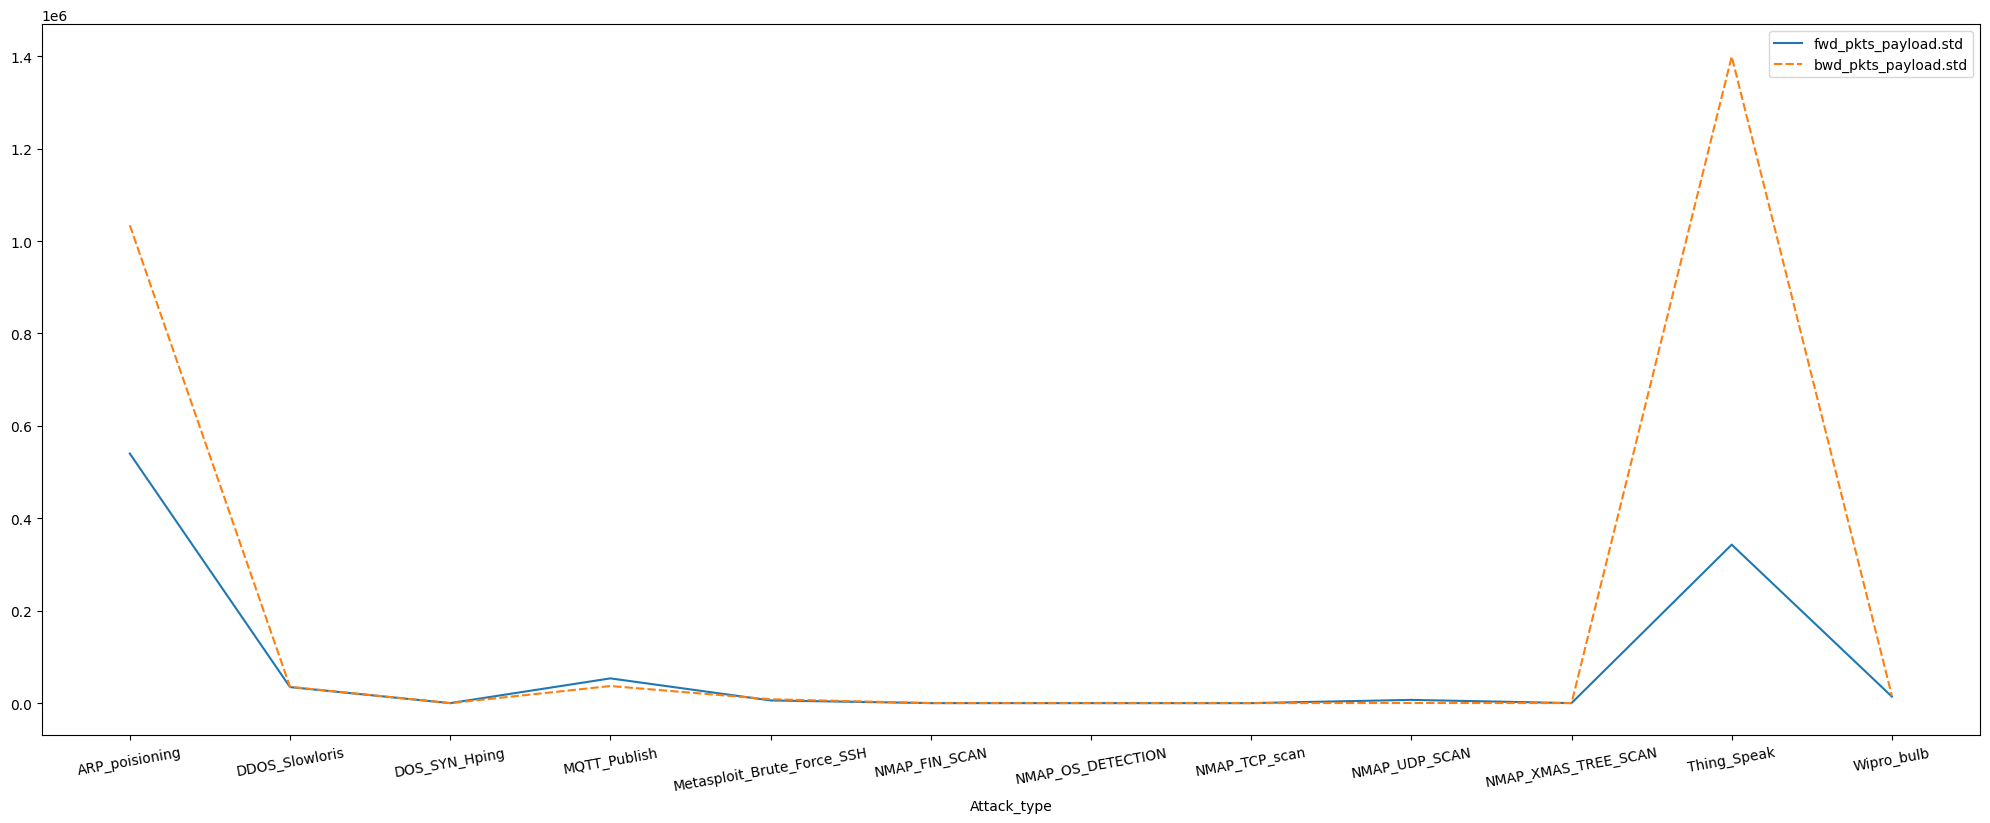 1e6
fwd_pkts_payload.std
bwd_pkts_payload.std
1.4
1.2
1.0
0.8
0.6
0.4
0.2
0.0
ARP_poisioning
DDOS_Slowloris
DOS_SYN_Hping
MQTT_Publish
Metasploit_Brute_Force_SSH
NMAP_FIN_SCAN
NMAP_OS_DETECTION
NMAP_TCP_scan
NMAP_UDP_SCAN
NMAP_XMAS_TREE_SCAN
Thing_Speak
Wipro_bulb
Attack_type